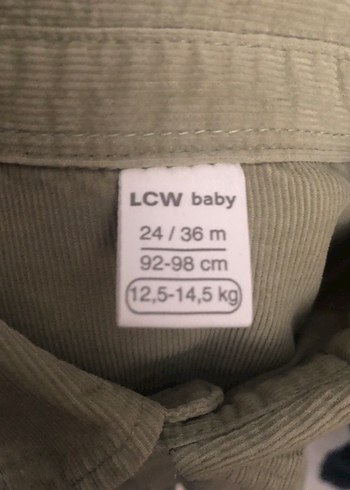 LCW baby
24 / 36 m
92-98 cm
12,5-14,5 kg